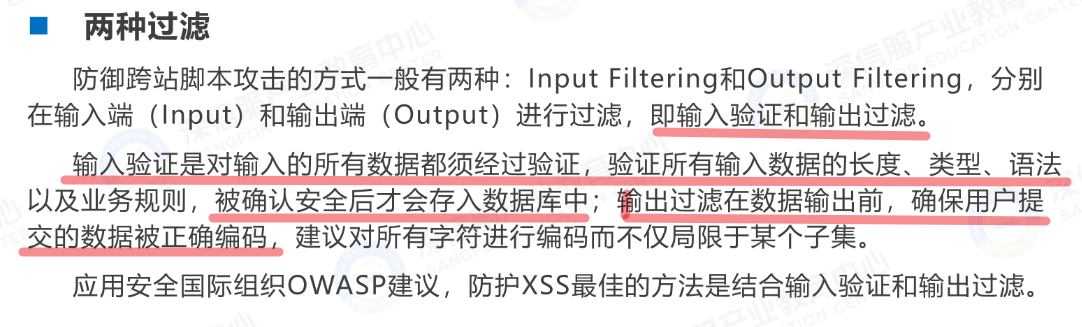 两种过滤
防御跨站脚本攻击的方式一般有两种：Input Filtering和Output Filtering，分别
在输入端（Input）和输出端（Output）进行过滤，即输入验证和输出过滤。
输入验证是对输入的所有数据都须经过验证，验证所有输入数据的长度、类型、语法
以及业务规则，被确认安全后才会存入数据库中；输出过滤在数据输出前，确保用户提
交的数据被正确编码，建议对所有字符进行编码而不仅局限于某个子集。
应用安全国际组织OWASP建议，防护XSS最佳的方法是结合输入验证和输出过滤。